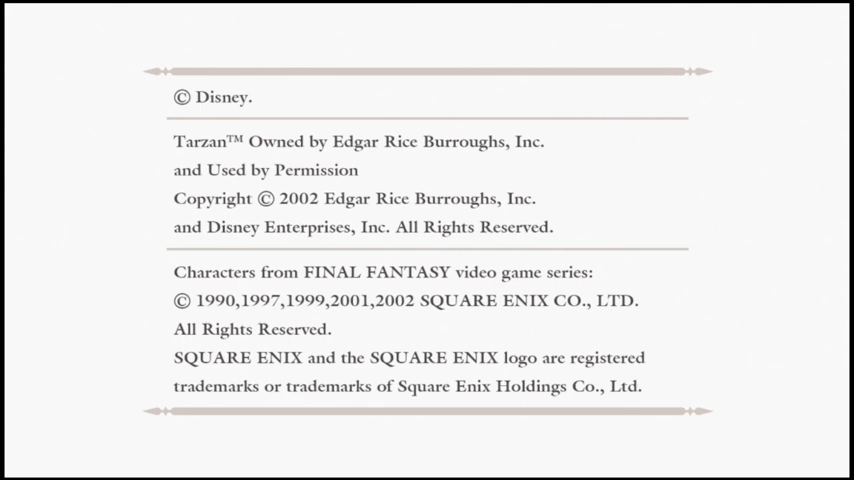 © Disney.
Tarzan™ Owned by Edgar Rice Burroughs, Inc.
and Used by Permission
Copyright © 2002 Edgar Rice Burroughs, Inc.
and Disney Enterprises, Inc. All Rights Reserved.
Characters from FINAL FANTASY video game series:
© 1990,1997,1999,2001,2002 SQUARE ENIX CO., LTD.
All Rights Reserved.
SQUARE ENIX and the SQUARE ENIX logo are registered
trademarks or trademarks of Square Enix Holdings Co., Ltd.